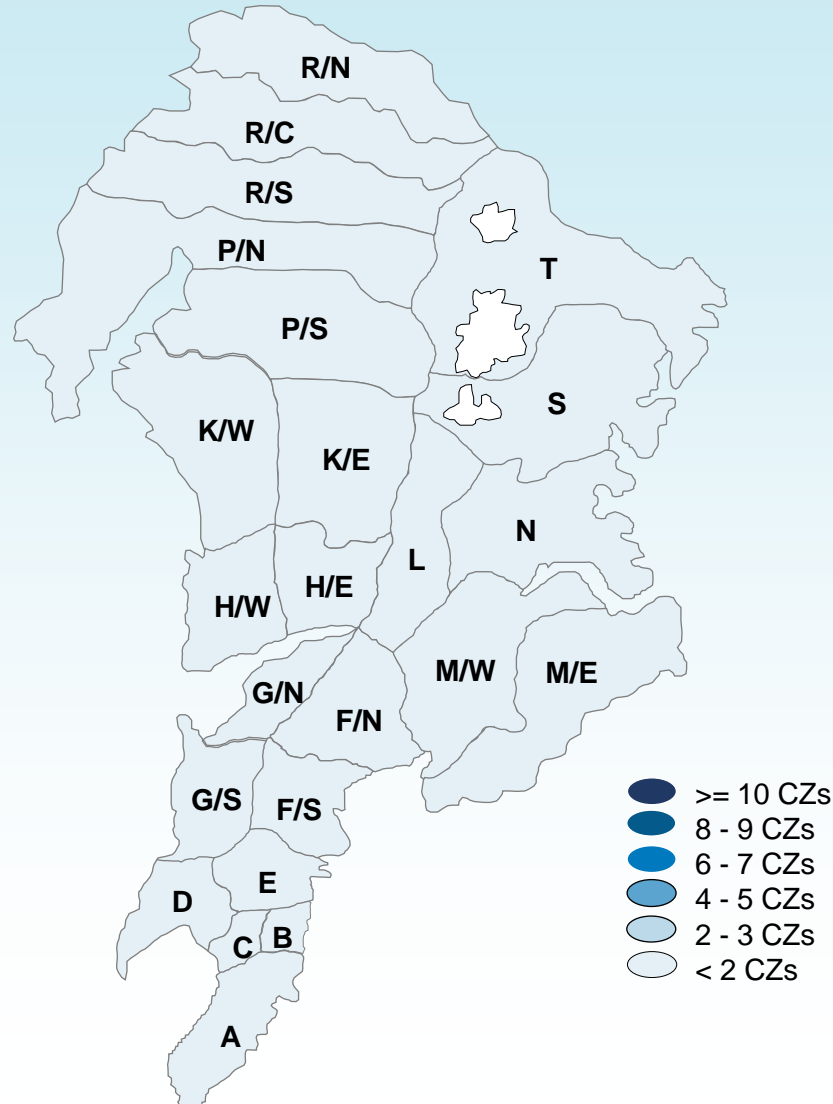 R/N
R/C
R/S
P/N
T
P/S
S
K/W
K/E
N
L
H/E
H/W
M/W
M/E
G/N
F/N
G/S
F/S
E
D
B
C
A
>= 10 CZs
8 - 9 CZs
6 - 7 CZs
4 - 5 CZs
2 - 3 CZs
< 2 CZs